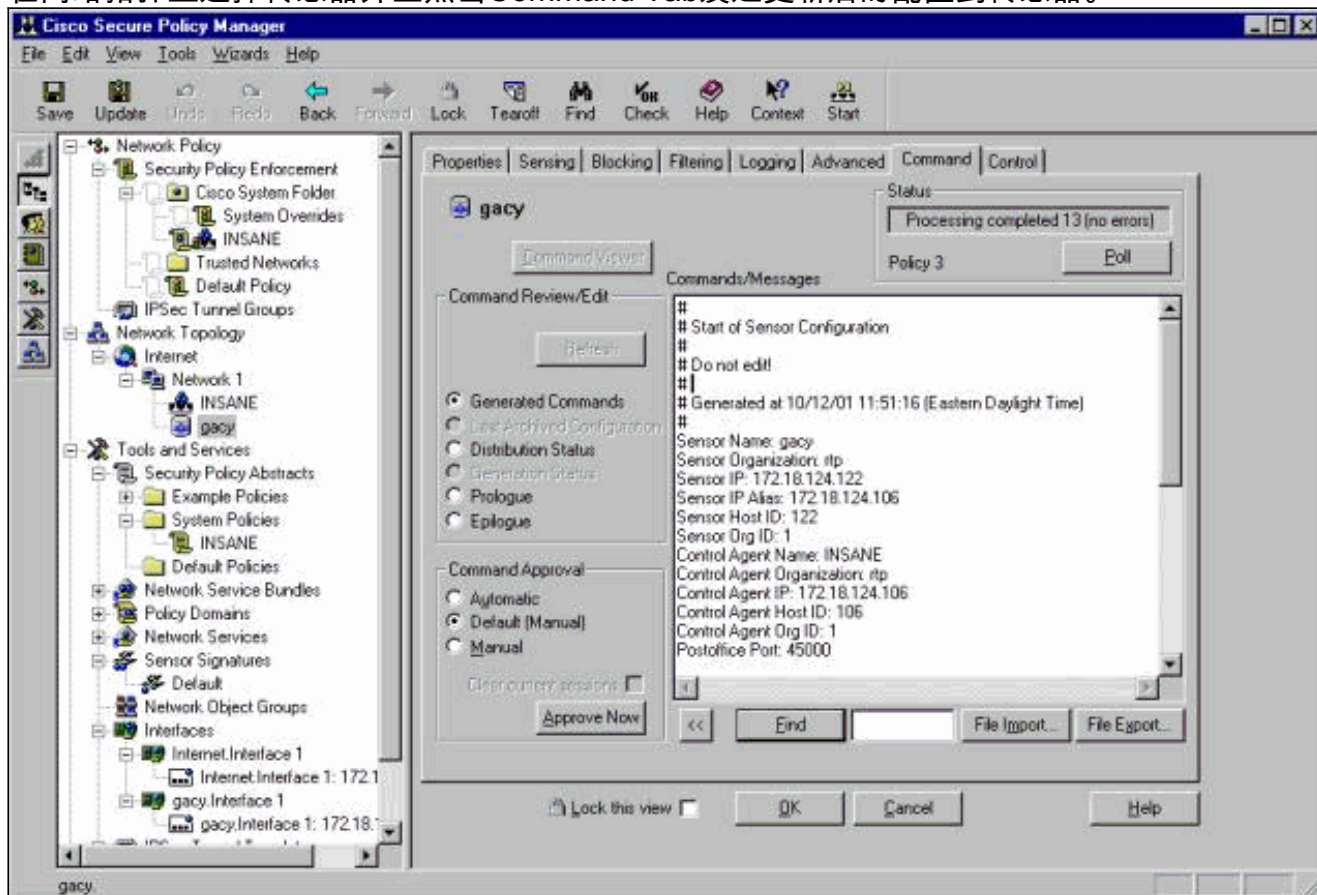 Cisco Secure Policy Manager
File Edit View Tools Wizards Help
Save Update Undo Redo Back Forward Lock Tearoff Find Check Help Context Start
Network Policy
Security Policy Enforcement
Cisco System Folder
System Overrides
INSANE
Trusted Networks
Default Policy
IPSec Tunnel Groups
Network Topology
Internet
Network 1
INSANE
gacy
Tools and Services
Security Policy Abstracts
Example Policies
System Policies
INSANE
Default Policies
Network Service Bundles
Policy Domains
Network Services
Sensor Signatures
Default
Network Object Groups
Interfaces
Internet.Interface 1
Internet.Interface 1: 172.1
gacy.Interface 1
gacy.Interface 1: 172.18.
Properties Sensing Blocking Filtering Logging Advanced Command Control
gacy
Status
Processing completed 13 (no errors)
Command Viewer
Policy 3
Poll
Command Review/Edit
Refresh
Generated Commands
Last Archived Configuration
Distribution Status
Generation Status
Prologue
Epilogue
Command Approval
Automatic
Default (Manual)
Manual
Clear current sessions
Approve Now
Commands/Messages
#
# Start of Sensor Configuration
#
# Do not edit!
#
# Generated at 10/12/01 11:51:16 (Eastern Daylight Time)
#
Sensor Name: gacy
Sensor Organization: rtp
Sensor IP: 172.18.124.122
Sensor IP Alias: 172.18.124.106
Sensor Host ID: 122
Sensor Org ID: 1
Control Agent Name: INSANE
Control Agent Organization: rtp
Control Agent IP: 172.18.124.106
Control Agent Host ID: 106
Control Agent Org ID: 1
Postoffice Port: 45000
<< Find File Import... File Export...
Lock this view OK Cancel Help
gacy.